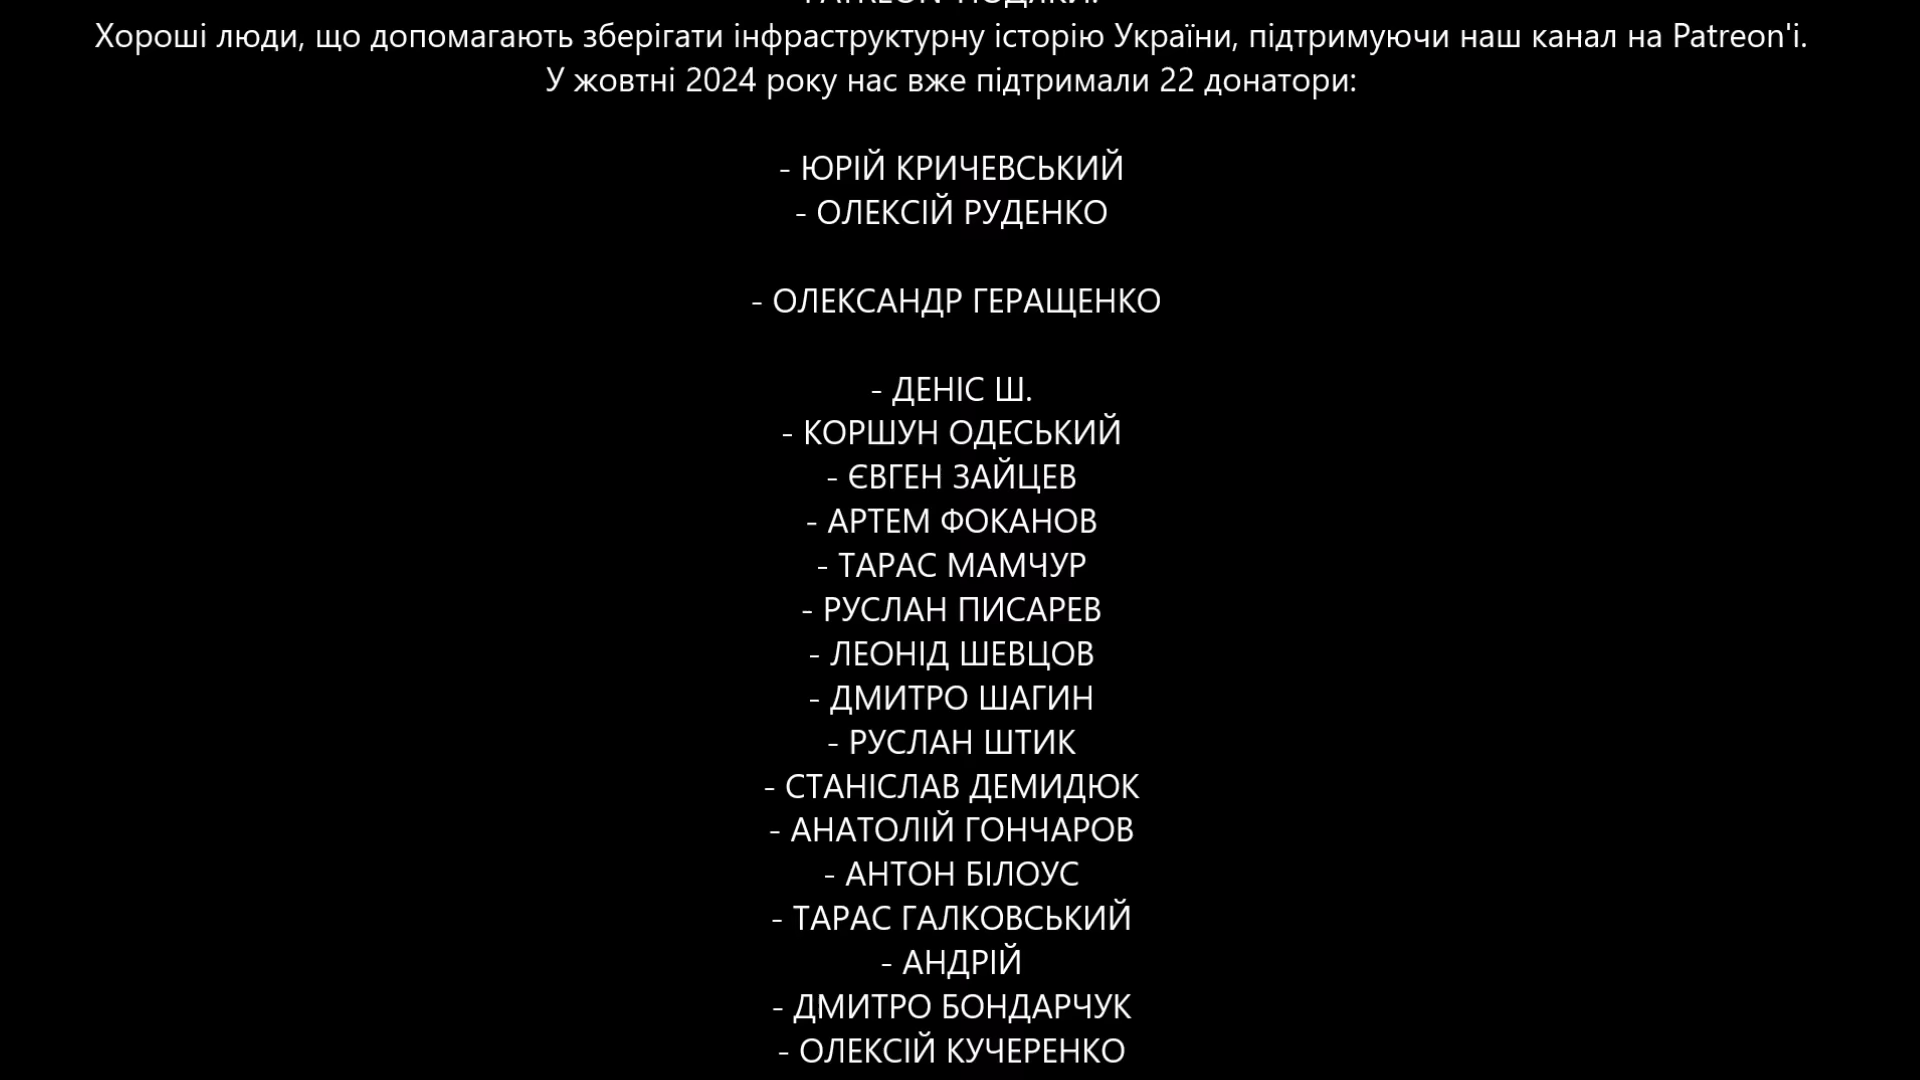 PATREON-ПОДЯКИ:
Хороші люди, що допомагають зберігати інфраструктурну історію України, підтримуючи наш канал на Patreon'і.
У жовтні 2024 року нас вже підтримали 22 донатори:
- ЮРІЙ КРИЧЕВСЬКИЙ
- ОЛЕКСІЙ РУДЕНКО
- ОЛЕКСАНДР ГЕРАЩЕНКО
- ДЕНІС Ш.
- КОРШУН ОДЕСЬКИЙ
- ЄВГЕН ЗАЙЦЕВ
- АРТЕМ ФОКАНОВ
- ТАРАС МАМЧУР
- РУСЛАН ПИСАРЕВ
- ЛЕОНІД ШЕВЦОВ
- ДМИТРО ШАГИН
- РУСЛАН ШТИК
- СТАНІСЛАВ ДЕМИДЮК
- АНАТОЛІЙ ГОНЧАРОВ
- АНТОН БІЛОУС
- ТАРАС ГАЛКОВСЬКИЙ
- АНДРІЙ
- ДМИТРО БОНДАРЧУК
- ОЛЕКСІЙ КУЧЕРЕНКО